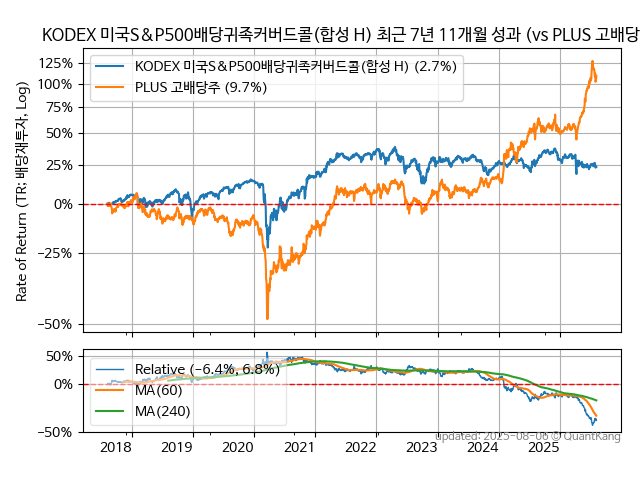 KODEX 미국S&P500배당귀족커버드콜(합성 H) 최근 7년 11개월 성과 (vs PLUS 고배당
Rate of Return (TR: 배당재투자, Log)
125%
100%
75%
50%
25%
0%
−25%
−50%
KODEX 미국S&P500배당귀족커버드콜(합성 H) (2.7%)
PLUS 고배당주 (9.7%)
50%
0%
−50%
Relative (−6.4%, 6.8%)
MA(60)
MA(240)
2018 2019 2020 2021 2022 2023 2024 2025
updated: 2025-08-06 © QuantKang